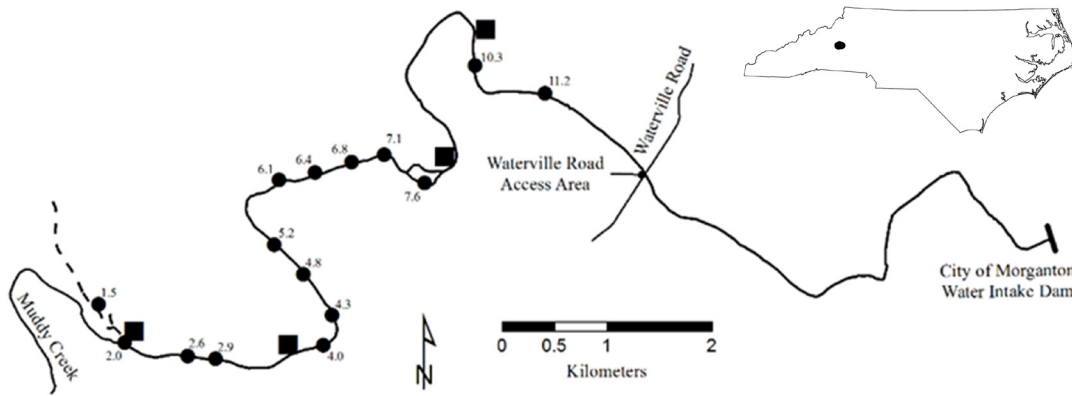 10.3
11.2
Waterville Road
7.1
6.8
6.4
6.1
7.6
Waterville Road
Access Area
5.2
4.8
4.3
4.0
1.5
2.0
2.6
2.9
Muddy Creek
City of Morganton
Water Intake Dam
N
0 0.5 1 2
Kilometers